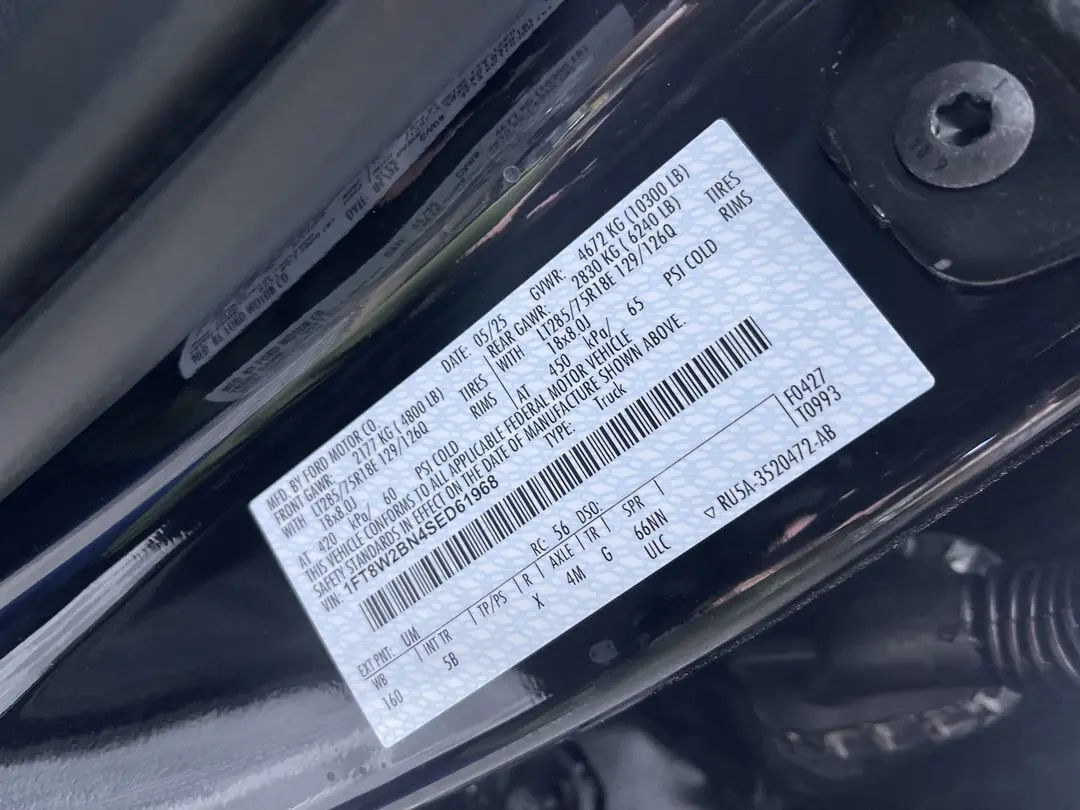 MFD. BY FORD MOTOR CO.
DATE: 05/25 GVWR: 4672 KG (10300 LB)
FRONT GAWR: 2177 KG ( 4800 LB) REAR GAWR: 2830 KG ( 6240 LB)
WITH LT285/75R18E 129/126Q TIRES WITH LT285/75R18E 129/126Q TIRES
18x8.0J RIMS 18x8.0J RIMS
AT 420 kPa/ 60 PSI COLD AT 450 kPa/ 65 PSI COLD
THIS VEHICLE CONFORMS TO ALL APPLICABLE FEDERAL MOTOR VEHICLE
SAFETY STANDARDS IN EFFECT ON THE DATE OF MANUFACTURE SHOWN ABOVE.
VIN: 1FT8W2BN4SED61968 TYPE: Truck
EXT PNT: UM RC: 56 DSO: F0427
WB INT TR TP/PS R AXLE TR SPR T0993
160 5B X 4M G 66NN
ULC ▽ RU5A-3520472-AB